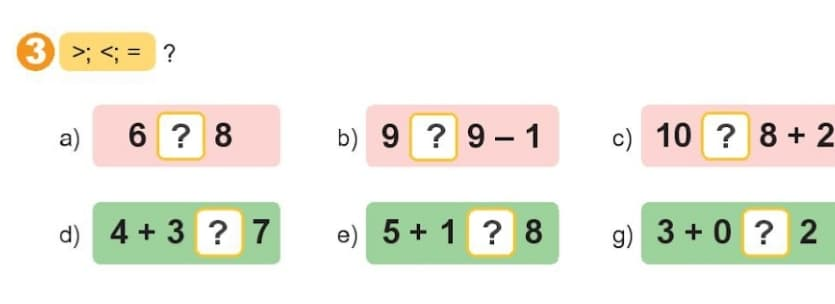 3 >; <; = ?
a) 6 ? 8 b) 9 ? 9 – 1 c) 10 ? 8 + 2
d) 4 + 3 ? 7 e) 5 + 1 ? 8 g) 3 + 0 ? 2